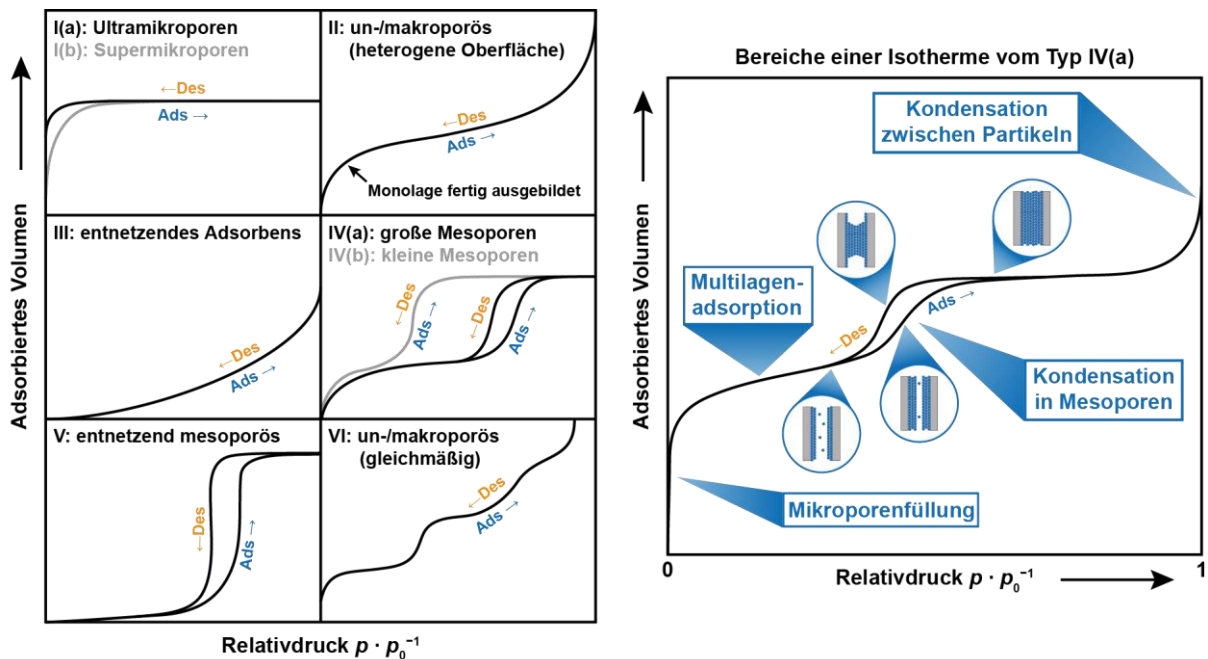 I(a): Ultramikroporen
I(b): Supermikroporen
←Des
Ads →
II: un-/makroporös
(heterogene Oberfläche)
←Des
Ads →
Monolage fertig ausgebildet
III: entnetzendes Adsorbens
←Des
Ads →
IV(a): große Mesoporen
IV(b): kleine Mesoporen
←Des
Ads →
←Des
Ads →
V: entnetzend mesoporös
←Des
Ads →
VI: un-/makroporös
(gleichmäßig)
←Des
Ads →
Adsorbiertes Volumen
Relativdruck p · p₀⁻¹
Bereiche einer Isotherme vom Typ IV(a)
Kondensation
zwischen Partikeln
Multilagen-
adsorption
Ads →
←Des
Kondensation
in Mesoporen
Mikroporenfüllung
Adsorbiertes Volumen
0
1
Relativdruck p · p₀⁻¹